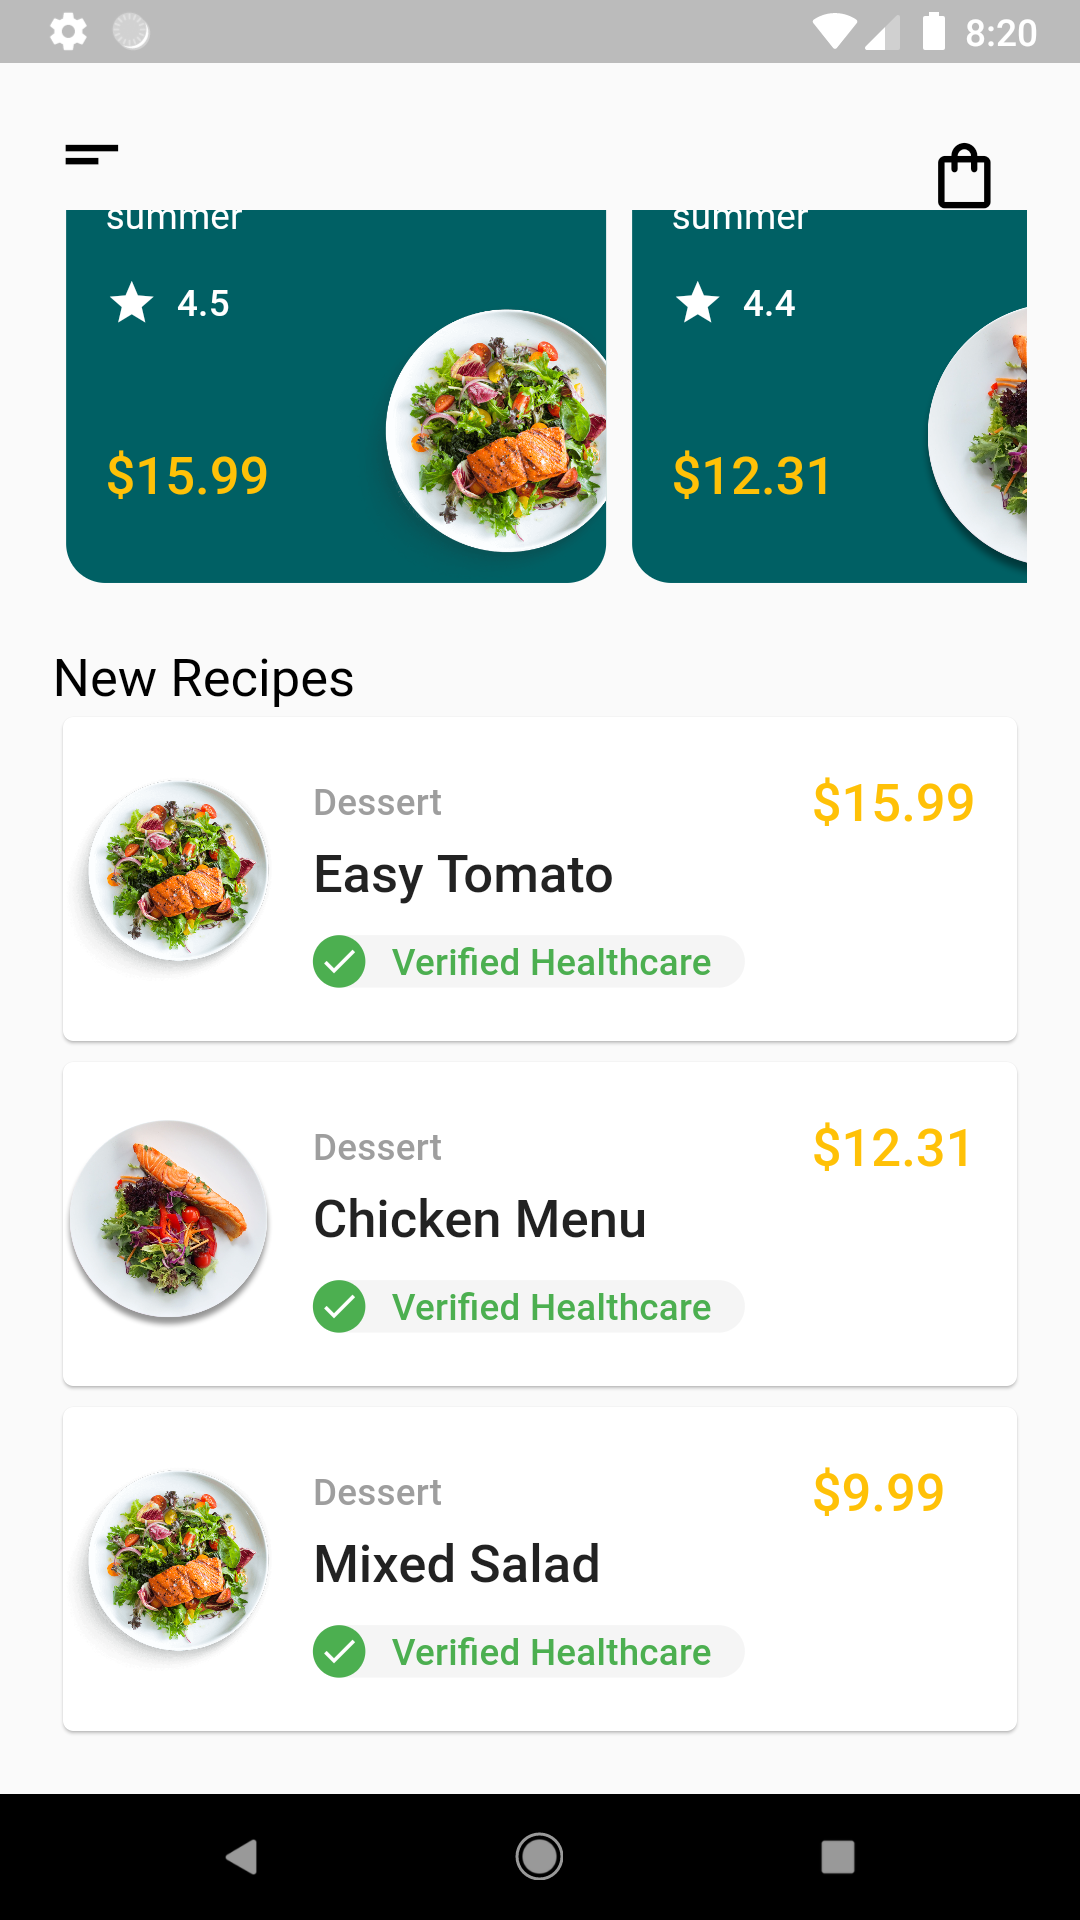 8:20
summer
4.5
$15.99
summer
4.4
$12.31
New Recipes
Dessert
$15.99
Easy Tomato
Verified Healthcare
Dessert
$12.31
Chicken Menu
Verified Healthcare
Dessert
$9.99
Mixed Salad
Verified Healthcare